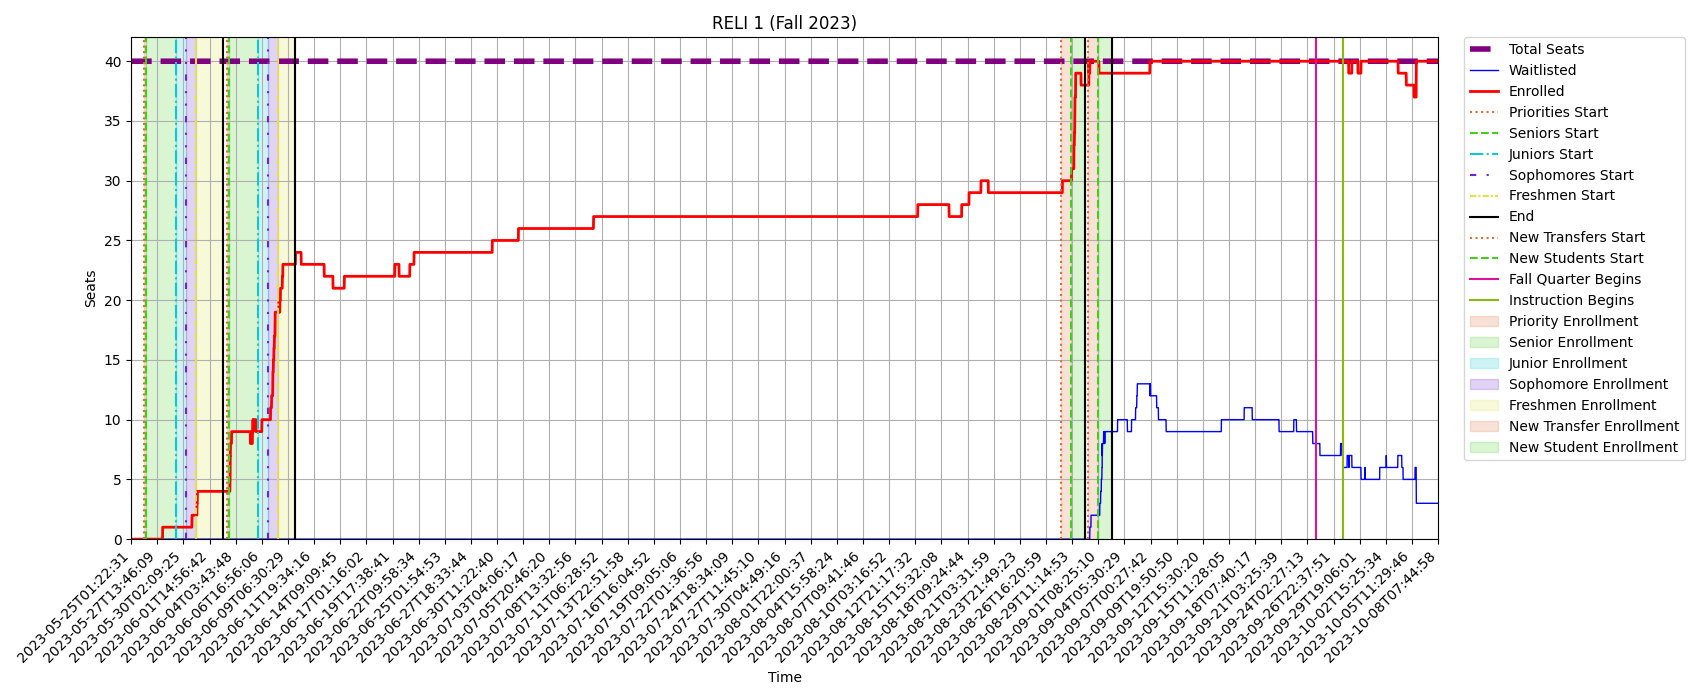 RELI 1 (Fall 2023)
Seats
40
35
30
25
20
15
10
5
0
2023-05-25T01:22:31
2023-05-27T13:46:09
2023-05-30T02:09:25
2023-06-01T14:56:42
2023-06-04T03:43:48
2023-06-06T16:56:06
2023-06-09T06:30:29
2023-06-11T19:34:16
2023-06-14T09:09:45
2023-06-17T01:16:02
2023-06-19T17:38:41
2023-06-22T09:58:34
2023-06-25T01:54:53
2023-06-27T18:33:44
2023-06-30T11:22:40
2023-07-03T04:06:17
2023-07-05T20:46:20
2023-07-08T13:32:56
2023-07-11T06:28:52
2023-07-13T22:51:58
2023-07-16T16:04:52
2023-07-19T09:05:06
2023-07-22T01:36:56
2023-07-24T18:34:09
2023-07-27T11:45:10
2023-07-30T04:49:16
2023-08-01T22:00:37
2023-08-04T15:58:24
2023-08-07T09:41:46
2023-08-10T03:16:52
2023-08-12T21:17:32
2023-08-15T15:32:08
2023-08-18T09:24:44
2023-08-21T03:31:59
2023-08-23T21:49:23
2023-08-26T16:20:59
2023-08-29T11:14:53
2023-09-01T08:25:10
2023-09-04T05:30:29
2023-09-07T00:27:42
2023-09-09T19:50:50
2023-09-12T15:30:20
2023-09-15T11:28:05
2023-09-18T07:40:17
2023-09-21T03:25:39
2023-09-24T02:27:13
2023-09-26T22:37:51
2023-09-29T19:06:01
2023-10-02T15:25:34
2023-10-05T11:29:46
2023-10-08T07:44:58
Time
Total Seats
Waitlisted
Enrolled
Priorities Start
Seniors Start
Juniors Start
Sophomores Start
Freshmen Start
End
New Transfers Start
New Students Start
Fall Quarter Begins
Instruction Begins
Priority Enrollment
Senior Enrollment
Junior Enrollment
Sophomore Enrollment
Freshmen Enrollment
New Transfer Enrollment
New Student Enrollment